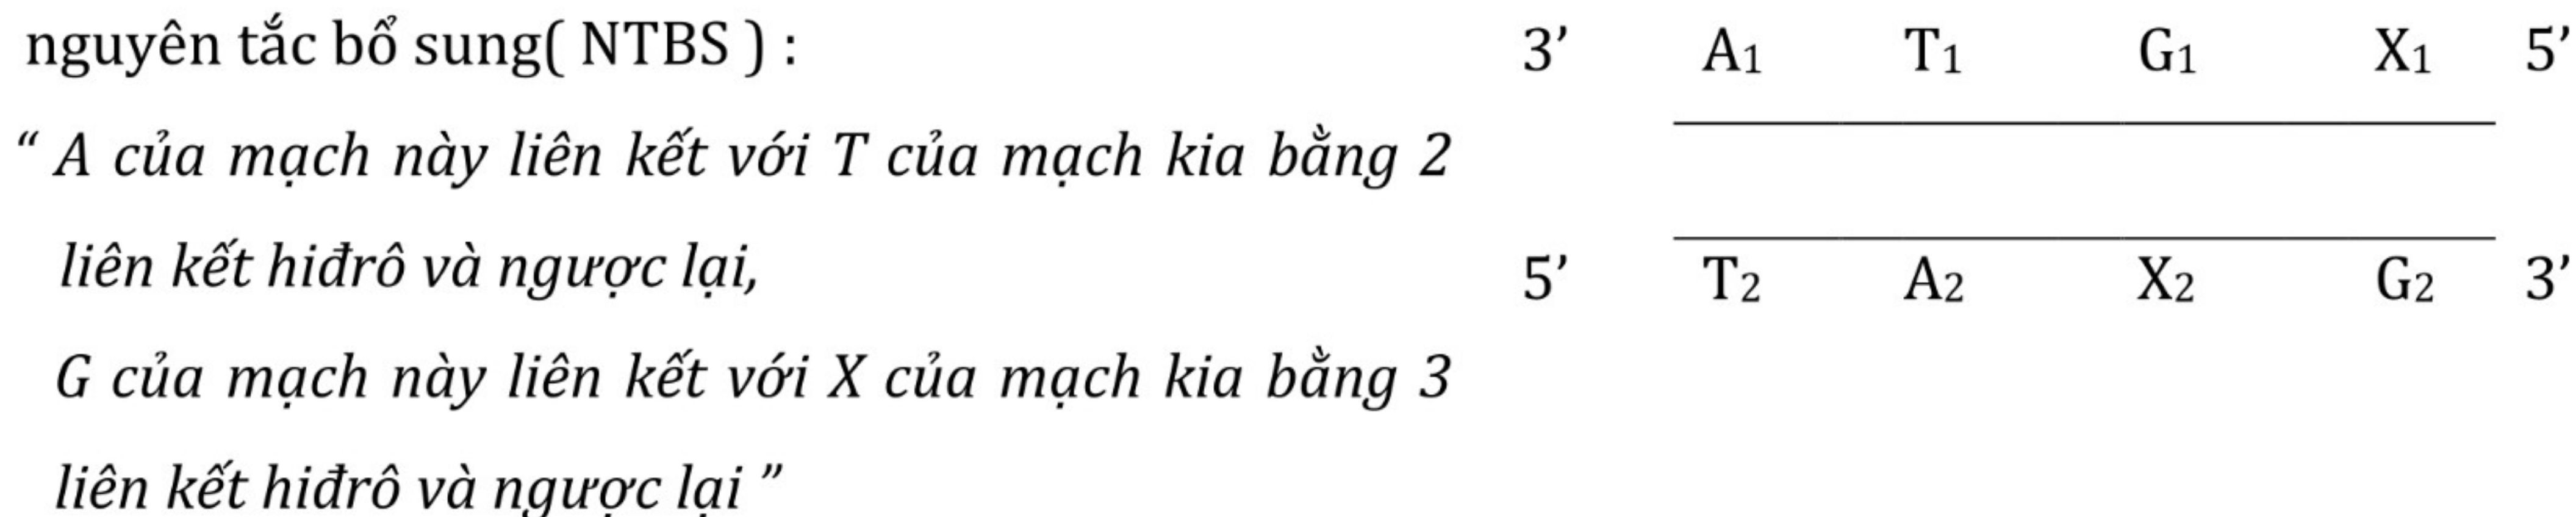 nguyên tắc bổ sung( NTBS ) :
“ A của mạch này liên kết với T của mạch kia bằng 2
liên kết hiđrô và ngược lại,
G của mạch này liên kết với X của mạch kia bằng 3
liên kết hiđrô và ngược lại ”
3’ A1 T1 G1 X1 5’
5’ T2 A2 X2 G2 3’